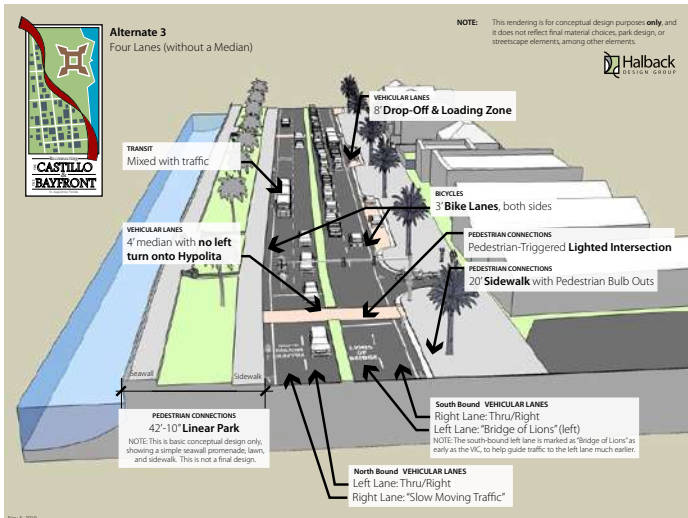 Alternate 3
Four Lanes (without a Median)
NOTE: This rendering is for conceptual design purposes only, and
it does not reflect final material choices, park design, or
streetscape elements, among other elements.
Halback
DESIGN GROUP
CASTILLO
BAYFRONT
VEHICULAR LANES
8' Drop-Off & Loading Zone
TRANSIT
Mixed with traffic
BICYCLES
3' Bike Lanes, both sides
VEHICULAR LANES
4' median with no left
turn onto Hypolita
PEDESTRIAN CONNECTIONS
Pedestrian-Triggered Lighted Intersection
PEDESTRIAN CONNECTIONS
20' Sidewalk with Pedestrian Bulb Outs
Seawall
Sidewalk
PEDESTRIAN CONNECTIONS
42'-10" Linear Park
NOTE: This is basic conceptual design only,
showing a simple seawall promenade, lawn,
and sidewalk. This is not a final design.
South Bound VEHICULAR LANES
Right Lane: Thru/Right
Left Lane: "Bridge of Lions" (left)
NOTE: The south-bound left lane is marked as "Bridge of Lions" as
early as the VIC, to help guide traffic to the left lane much earlier.
North Bound VEHICULAR LANES
Left Lane: Thru/Right
Right Lane: "Slow Moving Traffic"